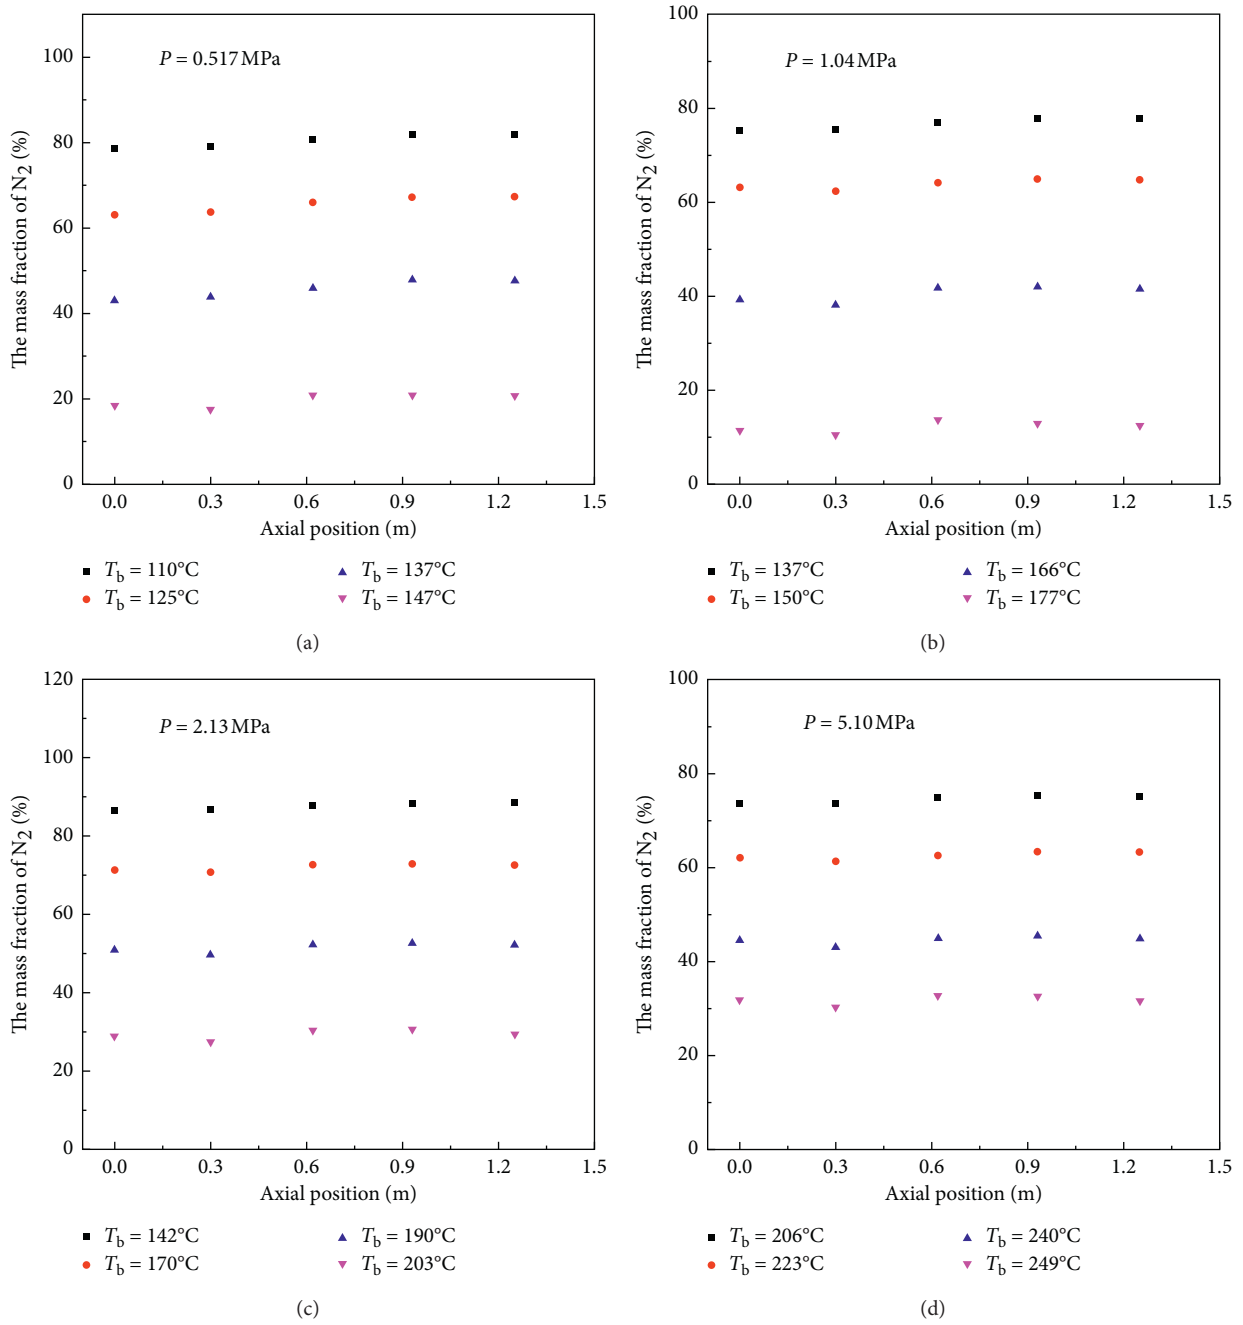 P = 0.517 MPa
The mass fraction of N2 (%)
100
80
60
40
20
0
0.0 0.3 0.6 0.9 1.2 1.5
Axial position (m)
Tb = 110°C Tb = 137°C
Tb = 125°C Tb = 147°C
(a)
P = 1.04 MPa
The mass fraction of N2 (%)
100
80
60
40
20
0
0.0 0.3 0.6 0.9 1.2 1.5
Axial position (m)
Tb = 137°C Tb = 166°C
Tb = 150°C Tb = 177°C
(b)
P = 2.13 MPa
The mass fraction of N2 (%)
120
100
80
60
40
20
0
0.0 0.3 0.6 0.9 1.2 1.5
Axial position (m)
Tb = 142°C Tb = 190°C
Tb = 170°C Tb = 203°C
(c)
P = 5.10 MPa
The mass fraction of N2 (%)
100
80
60
40
20
0
0.0 0.3 0.6 0.9 1.2 1.5
Axial position (m)
Tb = 206°C Tb = 240°C
Tb = 223°C Tb = 249°C
(d)